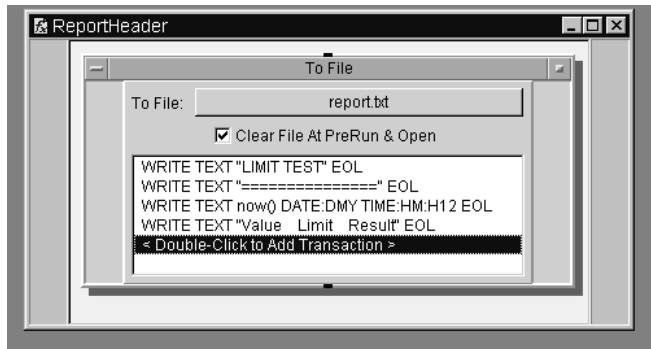 ReportHeader
To File
To File: report.txt
Clear File At PreRun & Open
WRITE TEXT "LIMIT TEST" EOL
WRITE TEXT "===============" EOL
WRITE TEXT now() DATE:DMY TIME:HM:H12 EOL
WRITE TEXT "Value    Limit    Result" EOL
< Double-Click to Add Transaction >